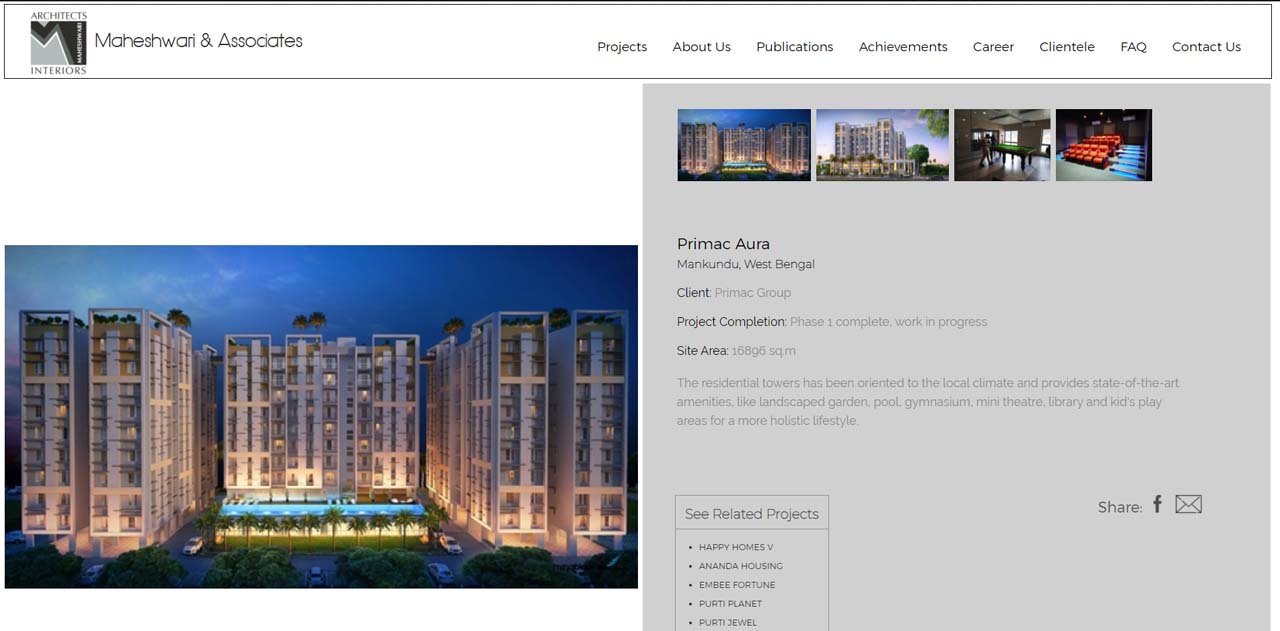 ARCHITECTS
MAHESHWARI
INTERIORS
Maheshwari & Associates
Projects About Us Publications Achievements Career Clientele FAQ Contact Us
Primac Aura
Mankundu, West Bengal
Client: Primac Group
Project Completion: Phase 1 complete, work in progress
Site Area: 16896 sq.m
The residential towers has been oriented to the local climate and provides state-of-the-art
amenities, like landscaped garden, pool, gymnasium, mini theatre, library and kid's play
areas for a more holistic lifestyle.
See Related Projects
• HAPPY HOMES V
• ANANDA HOUSING
• EMBEE FORTUNE
• PURTI PLANET
• PURTI JEWEL
Share: